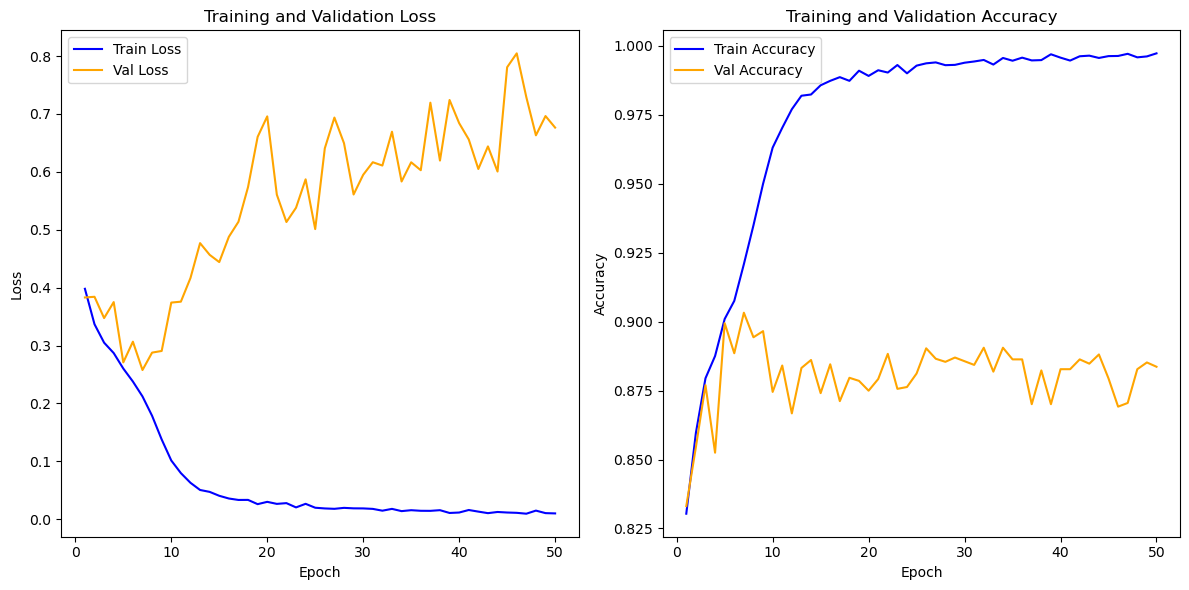 Training and Validation Loss
Train Loss
Val Loss
0.8
0.7
0.6
0.5
0.4
0.3
0.2
0.1
0.0
Loss
0
10
20
30
40
50
Epoch
Training and Validation Accuracy
Train Accuracy
Val Accuracy
1.000
0.975
0.950
0.925
0.900
0.875
0.850
0.825
Accuracy
0
10
20
30
40
50
Epoch